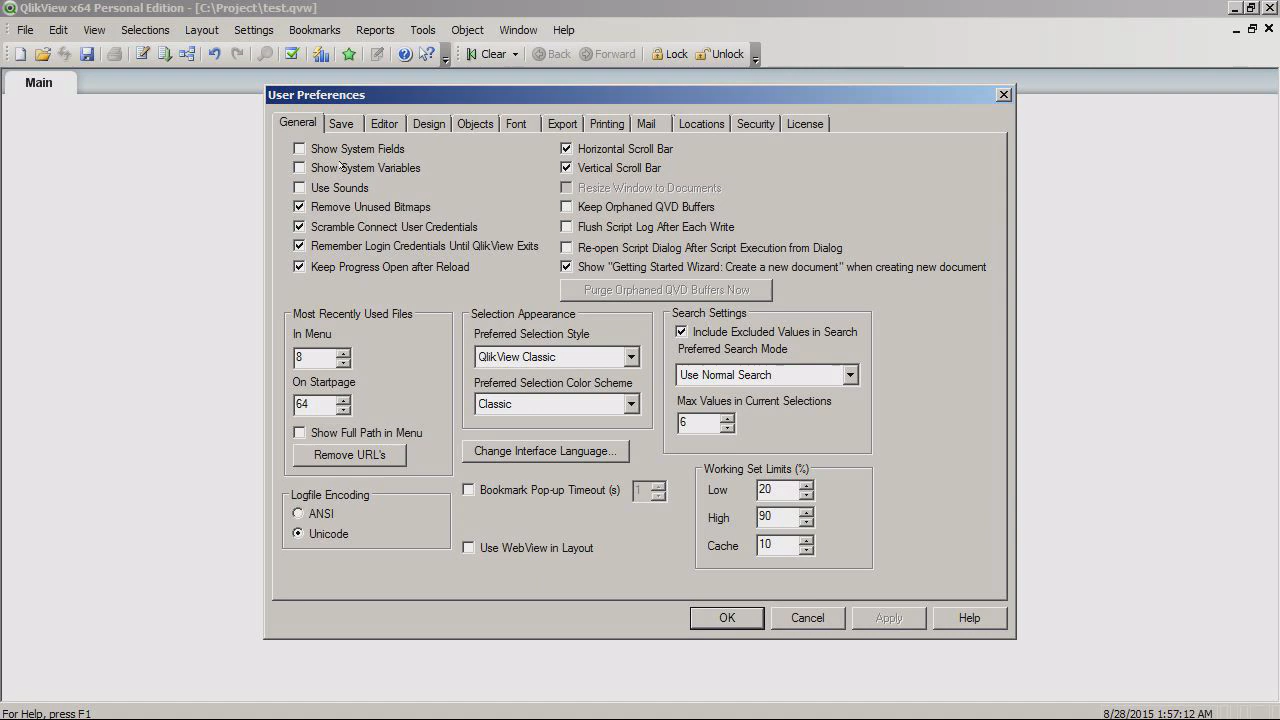 QlikView x64 Personal Edition - [C:\Project\test.qvw]
File Edit View Selections Layout Settings Bookmarks Reports Tools Object Window Help
Clear Back Forward Lock Unlock
Main
User Preferences
General Save Editor Design Objects Font Export Printing Mail Locations Security License
Show System Fields
Show System Variables
Use Sounds
Remove Unused Bitmaps
Scramble Connect User Credentials
Remember Login Credentials Until QlikView Exits
Keep Progress Open after Reload
Horizontal Scroll Bar
Vertical Scroll Bar
Resize Window to Documents
Keep Orphaned QVD Buffers
Flush Script Log After Each Write
Re-open Script Dialog After Script Execution from Dialog
Show "Getting Started Wizard: Create a new document" when creating new document
Purge Orphaned QVD Buffers Now
Most Recently Used Files
In Menu
8
On Startpage
64
Show Full Path in Menu
Remove URL's
Logfile Encoding
ANSI
Unicode
Selection Appearance
Preferred Selection Style
QlikView Classic
Preferred Selection Color Scheme
Classic
Change Interface Language...
Bookmark Pop-up Timeout (s) 1
Use WebView in Layout
Search Settings
Include Excluded Values in Search
Preferred Search Mode
Use Normal Search
Max Values in Current Selections
6
Working Set Limits (%)
Low 20
High 90
Cache 10
OK Cancel Apply Help
For Help, press F1
8/28/2015 1:57:12 AM